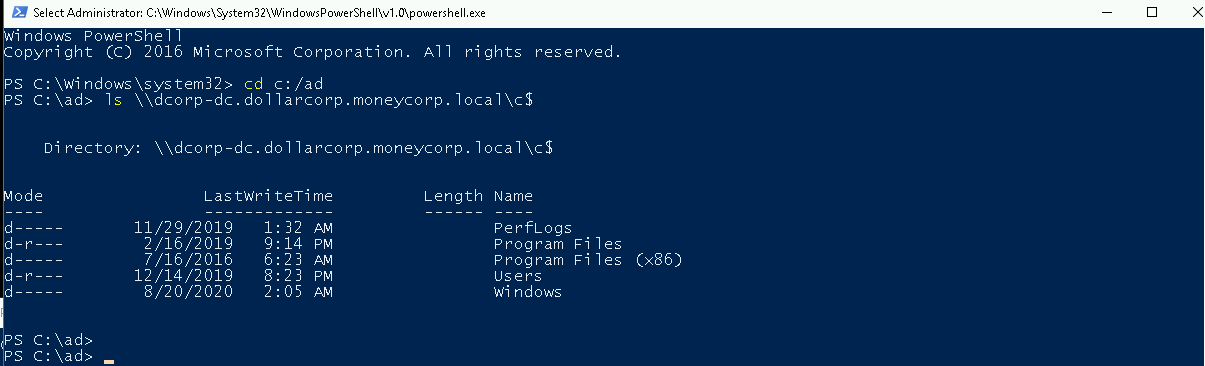 Select Administrator: C:\Windows\System32\WindowsPowerShell\v1.0\powershell.exe
Windows PowerShell
Copyright (C) 2016 Microsoft Corporation. All rights reserved.
PS C:\Windows\system32> cd c:/ad
PS C:\ad> ls \\dcorp-dc.dollarcorp.moneycorp.local\c$
Directory: \\dcorp-dc.dollarcorp.moneycorp.local\c$
Mode LastWriteTime Length Name
---- ------------- ------ ----
d----- 11/29/2019 1:32 AM PerfLogs
d-r--- 2/16/2019 9:14 PM Program Files
d----- 7/16/2016 6:23 AM Program Files (x86)
d-r--- 12/14/2019 8:23 PM Users
d----- 8/20/2020 2:05 AM Windows
PS C:\ad>
PS C:\ad>